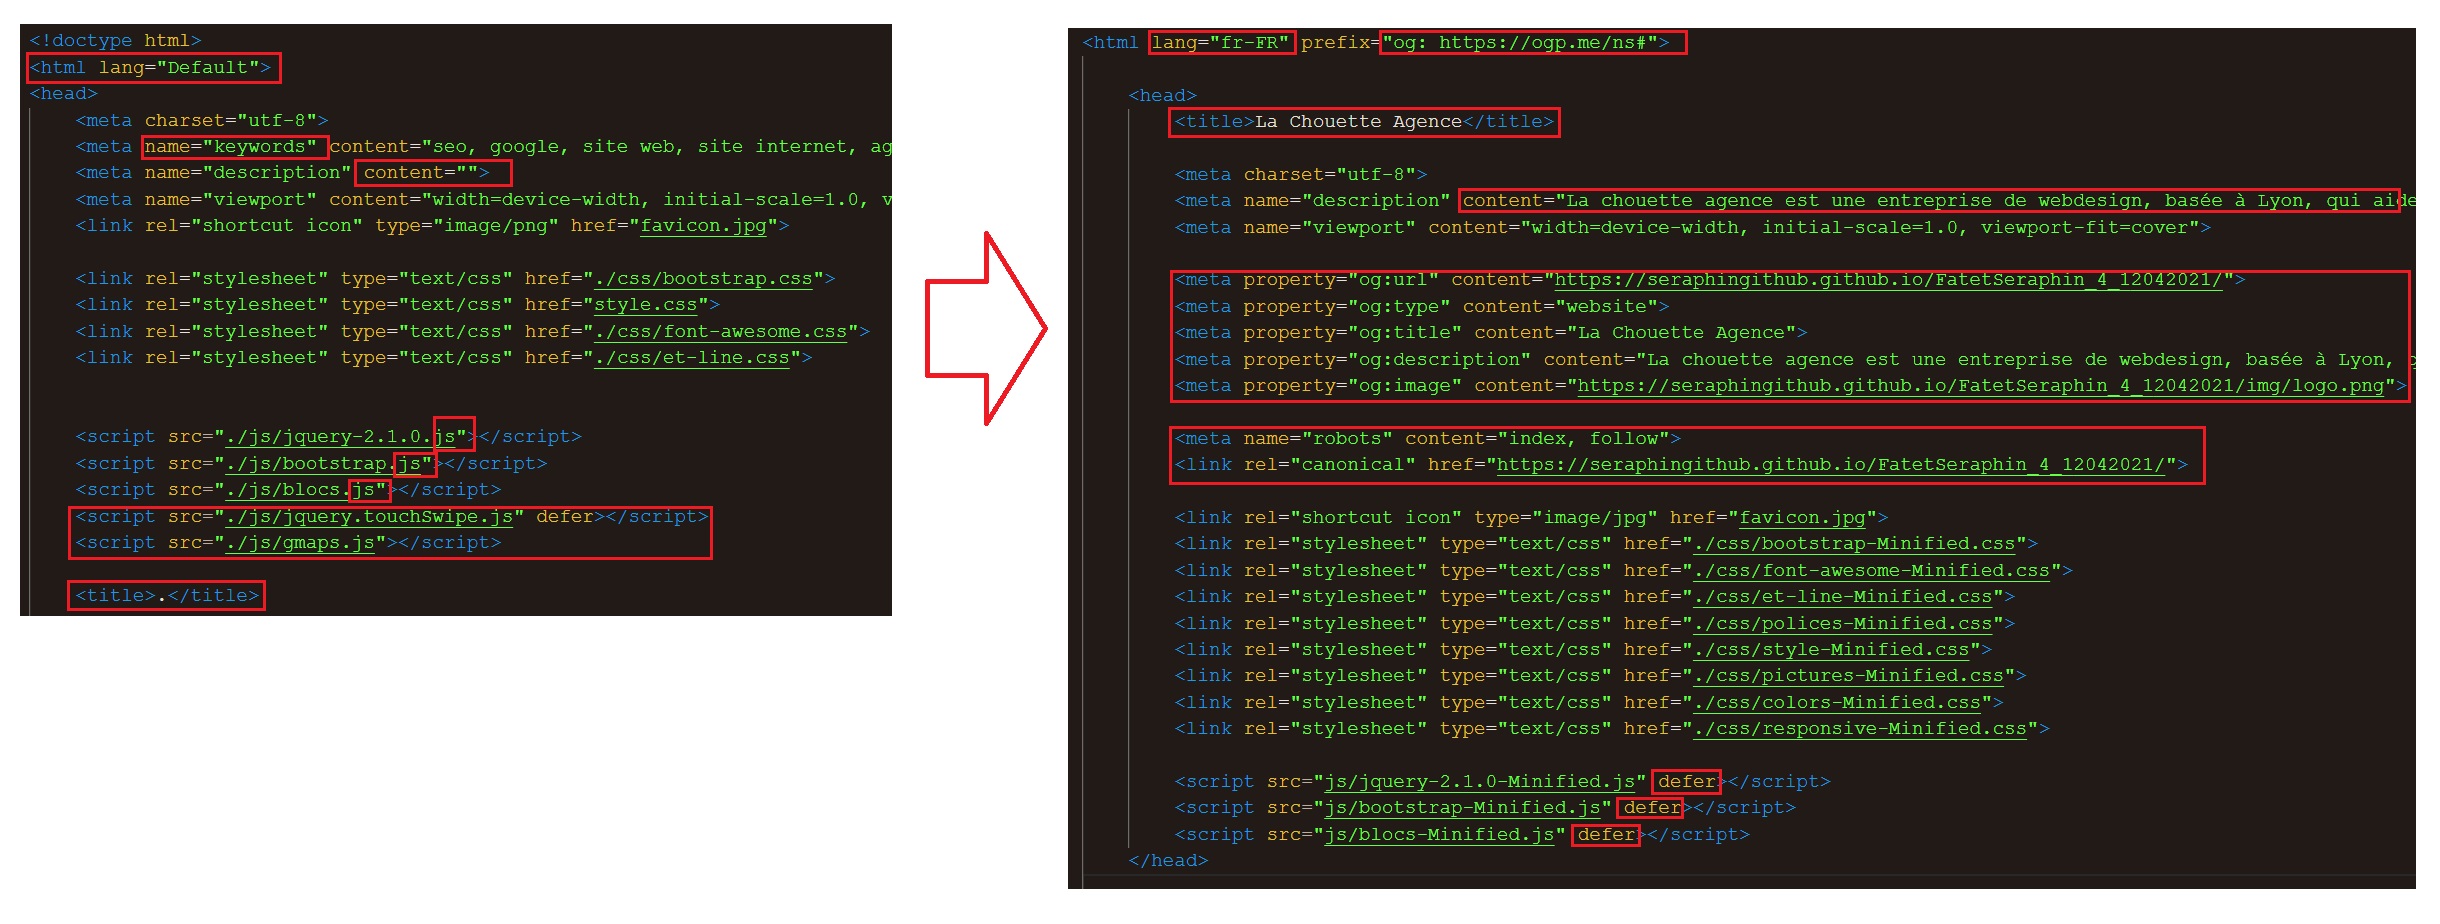 <!doctype html>
<html lang="Default">
<head>
<meta charset="utf-8">
<meta name="keywords" content="seo, google, site web, site internet, ag
<meta name="description" content="">
<meta name="viewport" content="width=device-width, initial-scale=1.0, v
<link rel="shortcut icon" type="image/png" href="favicon.jpg">
<link rel="stylesheet" type="text/css" href="./css/bootstrap.css">
<link rel="stylesheet" type="text/css" href="style.css">
<link rel="stylesheet" type="text/css" href="./css/font-awesome.css">
<link rel="stylesheet" type="text/css" href="./css/et-line.css">
<script src="./js/jquery-2.1.0.js"></script>
<script src="./js/bootstrap.js"></script>
<script src="./js/blocs.js"></script>
<script src="./js/jquery.touchSwipe.js" defer></script>
<script src="./js/gmaps.js"></script>
<title>.</title>
<html lang="fr-FR" prefix="og: https://ogp.me/ns#">
<head>
<title>La Chouette Agence</title>
<meta charset="utf-8">
<meta name="description" content="La chouette agence est une entreprise de webdesign, basée à Lyon, qui aide
<meta name="viewport" content="width=device-width, initial-scale=1.0, viewport-fit=cover">
<meta property="og:url" content="https://seraphingithub.github.io/FatetSeraphin_4_12042021/">
<meta property="og:type" content="website">
<meta property="og:title" content="La Chouette Agence">
<meta property="og:description" content="La chouette agence est une entreprise de webdesign, basée à Lyon, q
<meta property="og:image" content="https://seraphingithub.github.io/FatetSeraphin_4_12042021/img/logo.png">
<meta name="robots" content="index, follow">
<link rel="canonical" href="https://seraphingithub.github.io/FatetSeraphin_4_12042021/">
<link rel="shortcut icon" type="image/jpg" href="favicon.jpg">
<link rel="stylesheet" type="text/css" href="./css/bootstrap-Minified.css">
<link rel="stylesheet" type="text/css" href="./css/font-awesome-Minified.css">
<link rel="stylesheet" type="text/css" href="./css/et-line-Minified.css">
<link rel="stylesheet" type="text/css" href="./css/polices-Minified.css">
<link rel="stylesheet" type="text/css" href="./css/style-Minified.css">
<link rel="stylesheet" type="text/css" href="./css/pictures-Minified.css">
<link rel="stylesheet" type="text/css" href="./css/colors-Minified.css">
<link rel="stylesheet" type="text/css" href="./css/responsive-Minified.css">
<script src="js/jquery-2.1.0-Minified.js" defer></script>
<script src="js/bootstrap-Minified.js" defer></script>
<script src="js/blocs-Minified.js" defer></script>
</head>